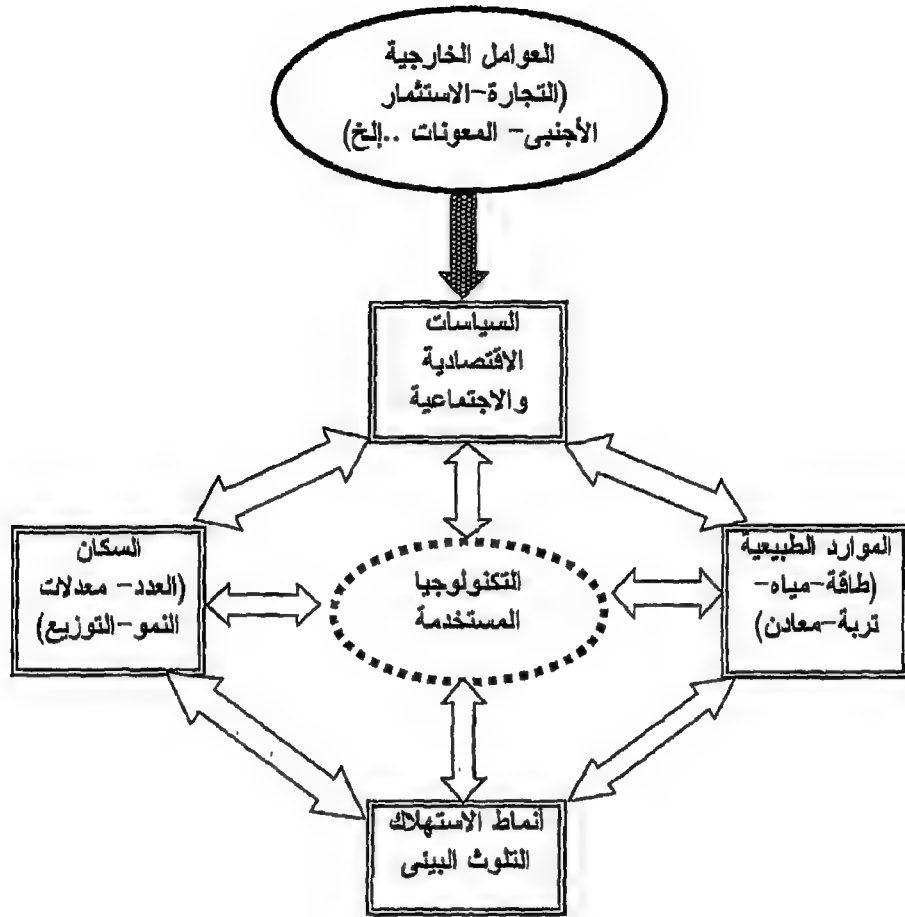 العوامل الخارجية
(التجارة-الاستثمار
الأجنبى- المعونات ..إلخ)
السياسات
الاقتصادية
والاجتماعية
الموارد الطبيعية
(طاقة-مياه-
تربة-معادن)
التكنولوجيا
المستخدمة
السكان
(العدد- معدلات
النمو-التوزيع)
أنماط الاستهلاك
التلوث البيئى